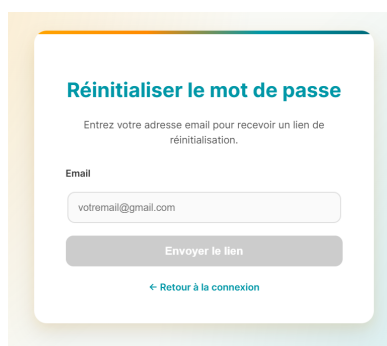 Réinitialiser le mot de passe
Entrez votre adresse email pour recevoir un lien de
réinitialisation.
Email
votremail@gmail.com
Envoyer le lien
← Retour à la connexion